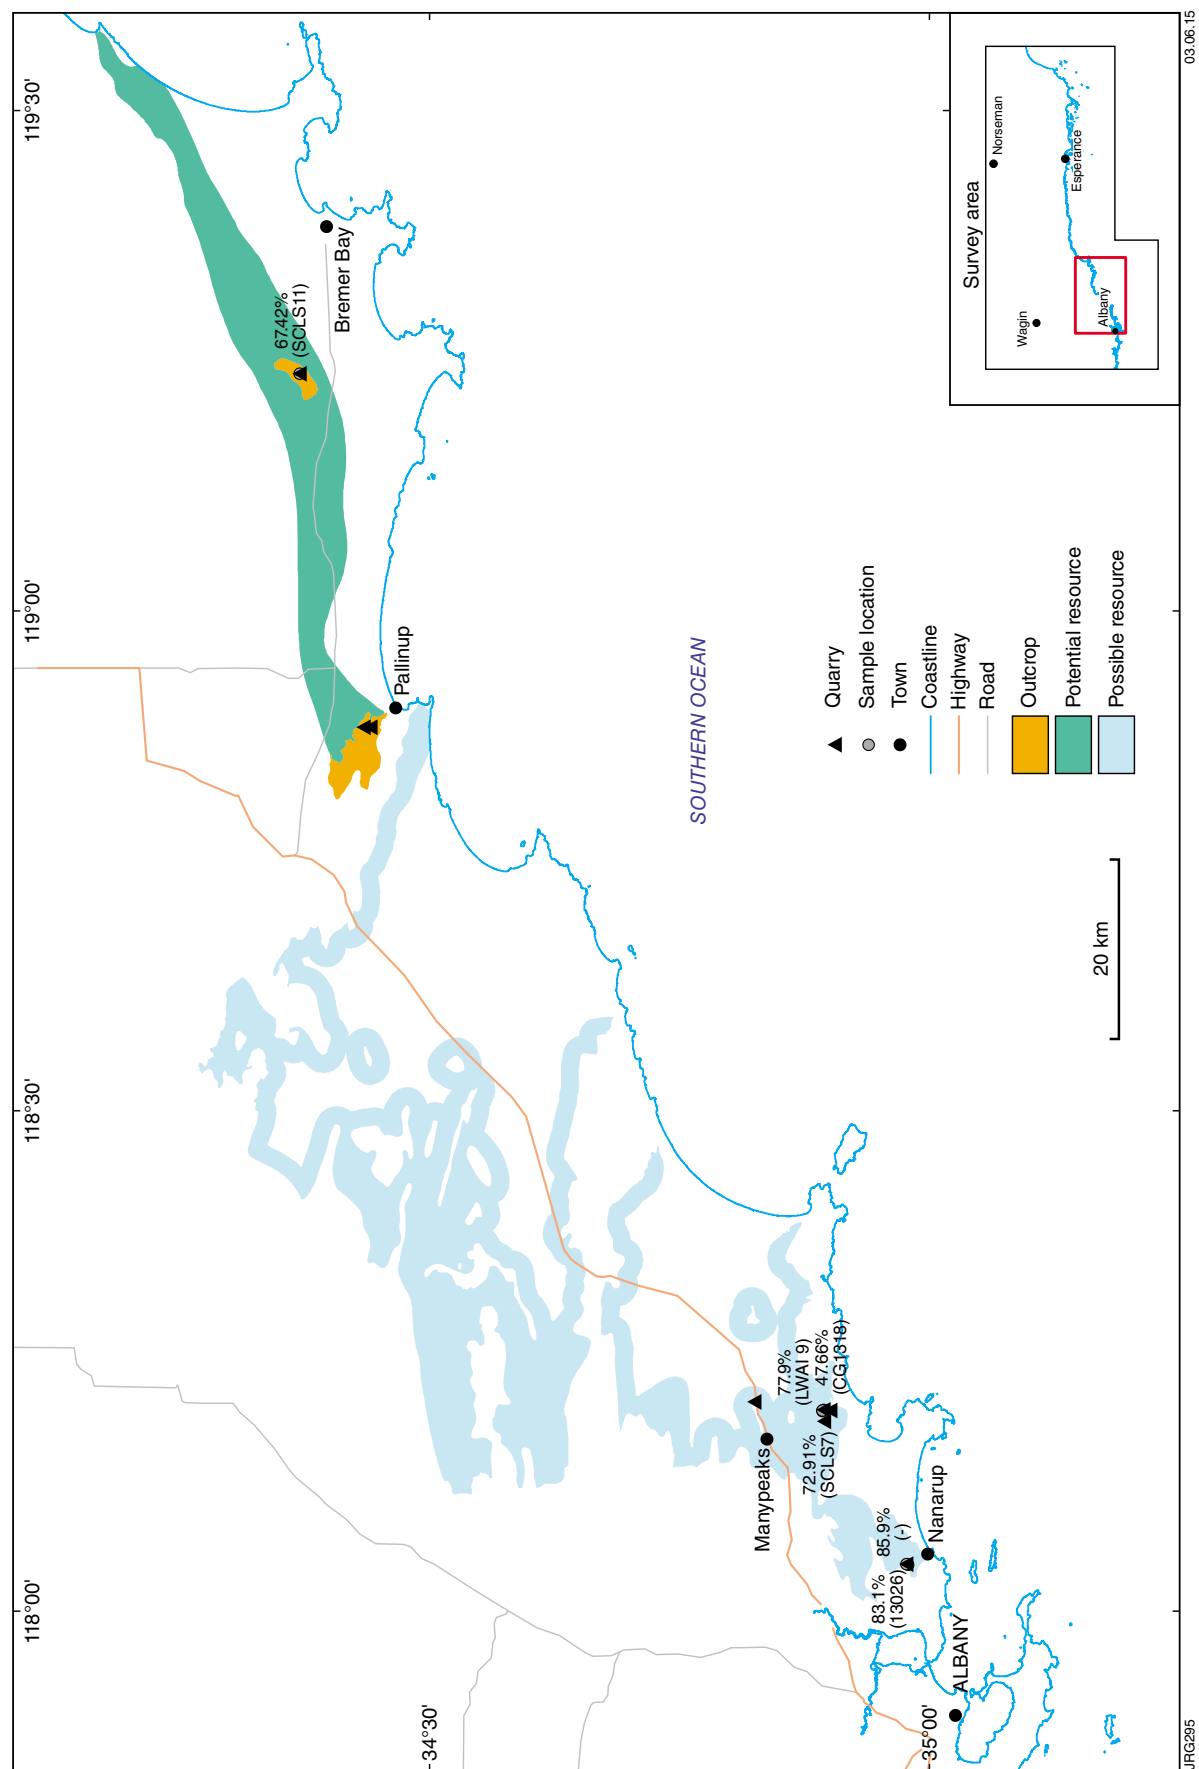 118°00'
118°30'
119°00'
119°30'
34°30'
35°00'
67.42%
(SCLS11)
Bremer Bay
Pallinup
SOUTHERN OCEAN
Manypeaks
77.9%
(LWAI 9)
47.66%
(CG1318)
72.91%
(SCLS7)
85.9%
(-)
83.1%
(13026)
Nanarup
ALBANY
20 km
Quarry
Sample location
Town
Coastline
Highway
Road
Outcrop
Potential resource
Possible resource
Survey area
Wagin
Norseman
Albany
Esperance
JRG295
03.06.15